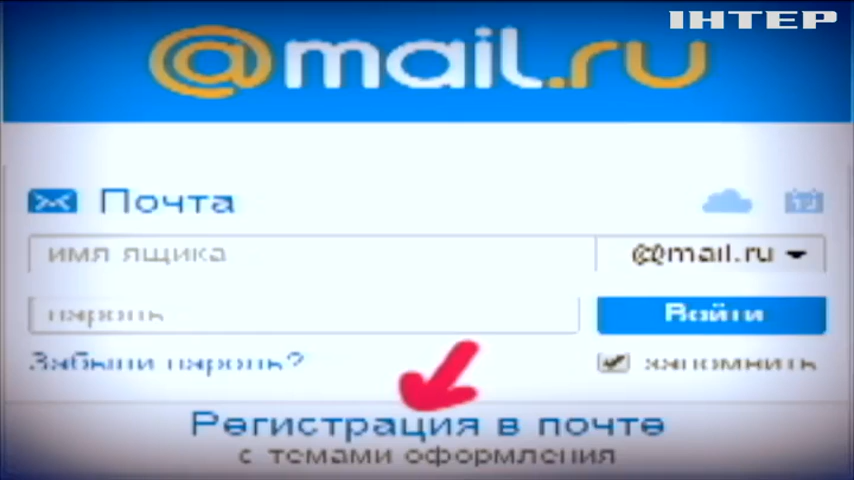 ІНТЕР
@mail.ru
Почта
имя ящика
@mail.ru
пароль
Войти
Забыли пароль?
запомнить
Регистрация в почте
с темами оформления